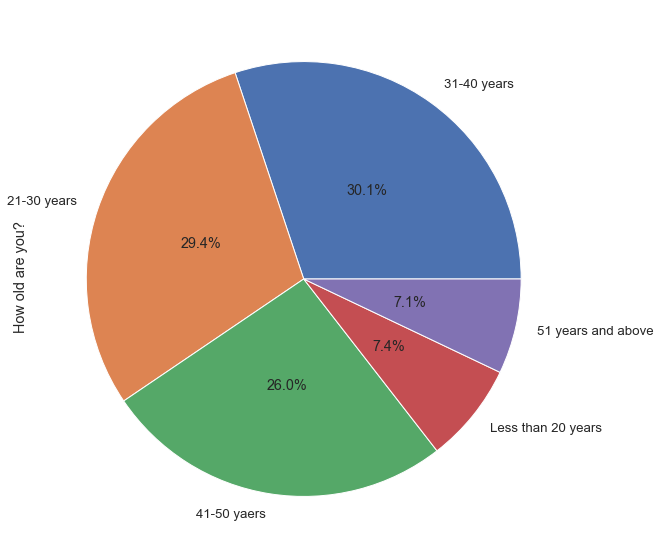 31-40 years
30.1%
21-30 years
29.4%
How old are you?
7.1%
51 years and above
7.4%
26.0%
Less than 20 years
41-50 yaers